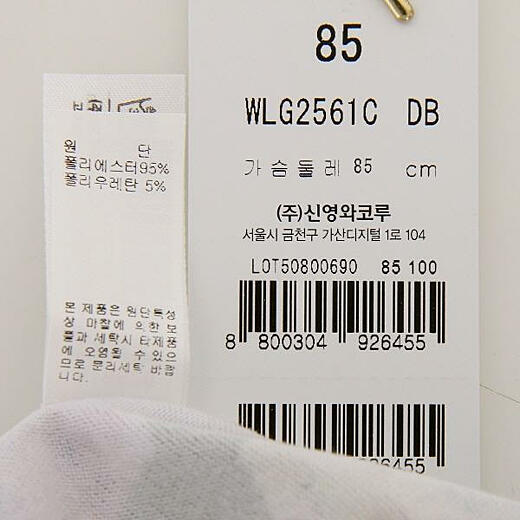 85
WLG2561C DB
가슴둘레 85 cm
(주)신영와코루
서울시 금천구 가산디지털 1로 104
LOT50800690 85 100
8 800304 926455
926455
원 단
폴리에스터95%
폴리우레탄 5%
본 제품은 원단특성
상 마찰에 의한 보
풀과 세탁시 타제품
에 오염될 수 있으
므로 분리세탁 바랍
니다.